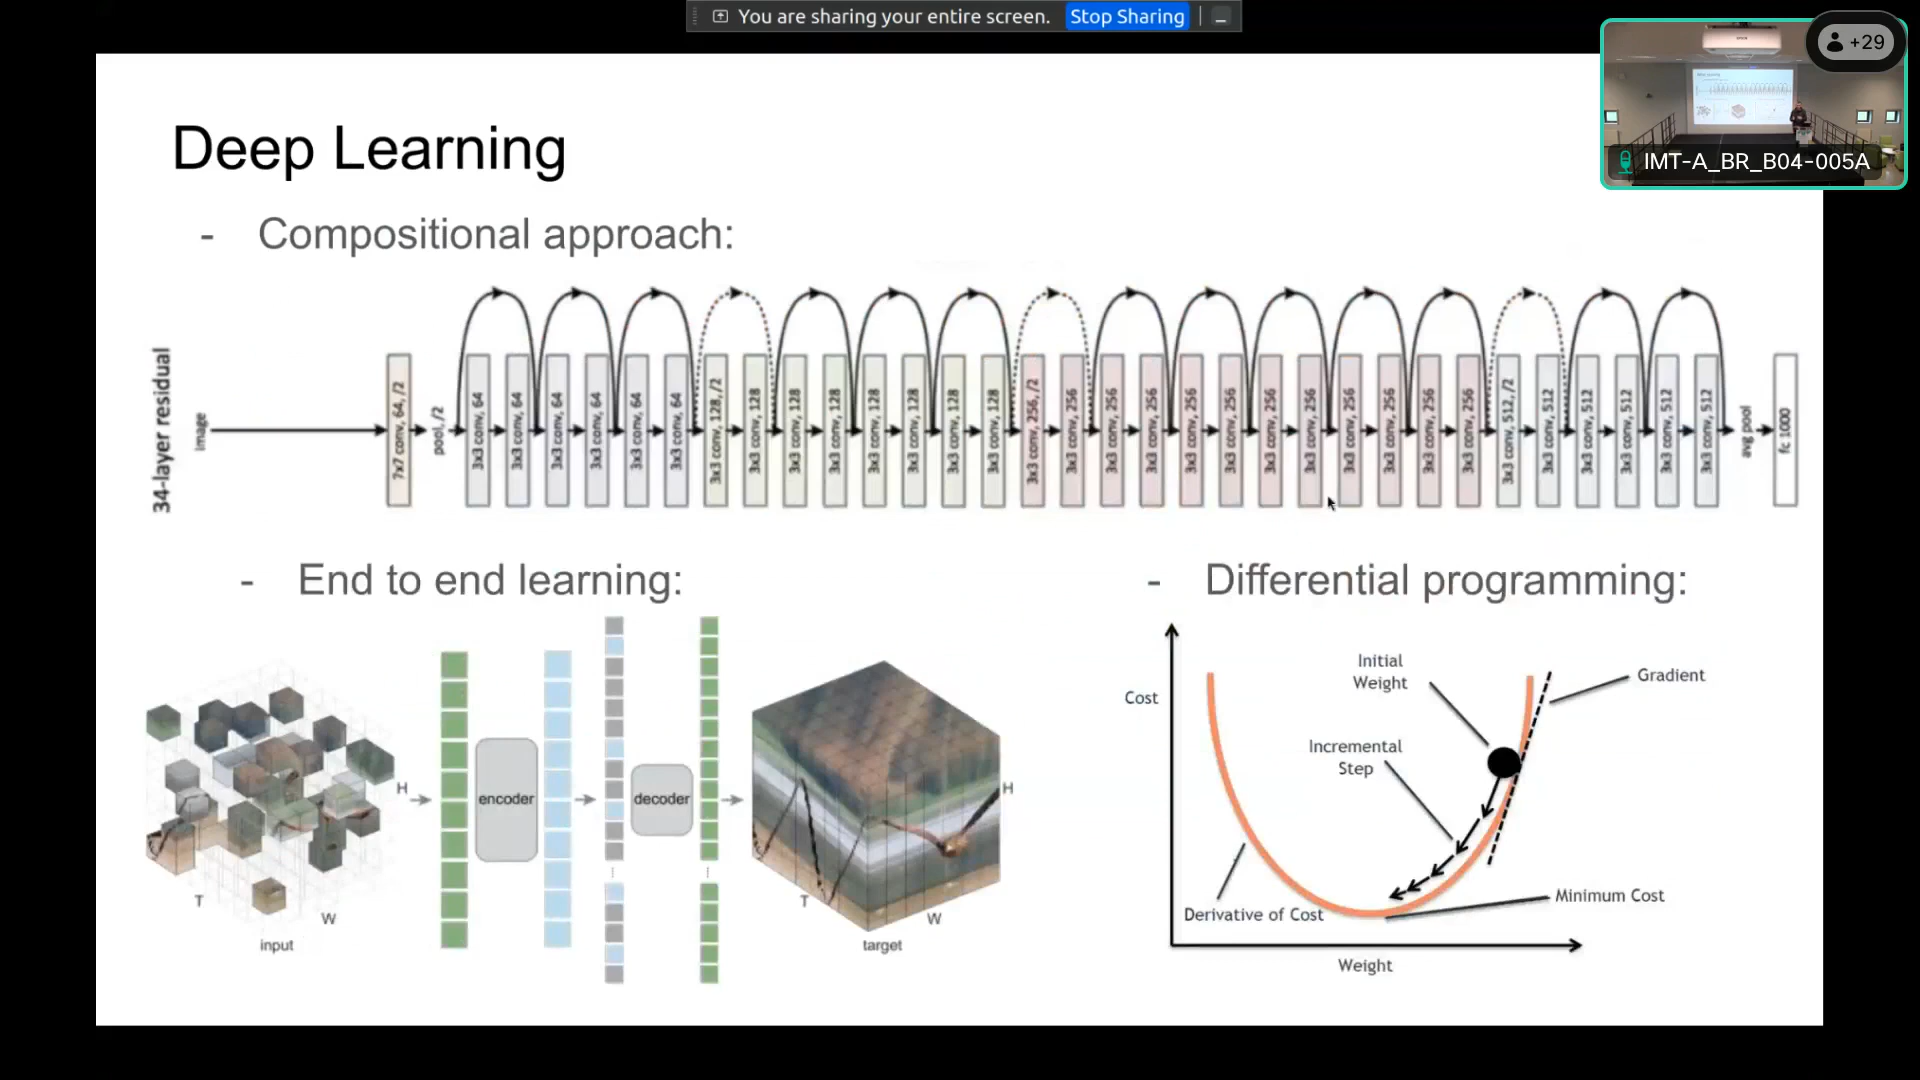 You are sharing your entire screen.
Stop Sharing
+29
IMT-A_BR_B04-005A
Deep Learning
- Compositional approach:
34-layer residual
image
7x7 conv, 64, /2
pool, /2
3x3 conv, 64
3x3 conv, 64
3x3 conv, 64
3x3 conv, 64
3x3 conv, 64
3x3 conv, 64
3x3 conv, 128, /2
3x3 conv, 128
3x3 conv, 128
3x3 conv, 128
3x3 conv, 128
3x3 conv, 128
3x3 conv, 128
3x3 conv, 128
3x3 conv, 256, /2
3x3 conv, 256
3x3 conv, 256
3x3 conv, 256
3x3 conv, 256
3x3 conv, 256
3x3 conv, 256
3x3 conv, 256
3x3 conv, 256
3x3 conv, 256
3x3 conv, 256
3x3 conv, 256
3x3 conv, 512, /2
3x3 conv, 512
3x3 conv, 512
3x3 conv, 512
3x3 conv, 512
3x3 conv, 512
avg pool
fc 1000
- End to end learning:
H
T
W
input
encoder
decoder
H
T
W
target
- Differential programming:
Cost
Initial
Weight
Gradient
Incremental
Step
Derivative of Cost
Minimum Cost
Weight